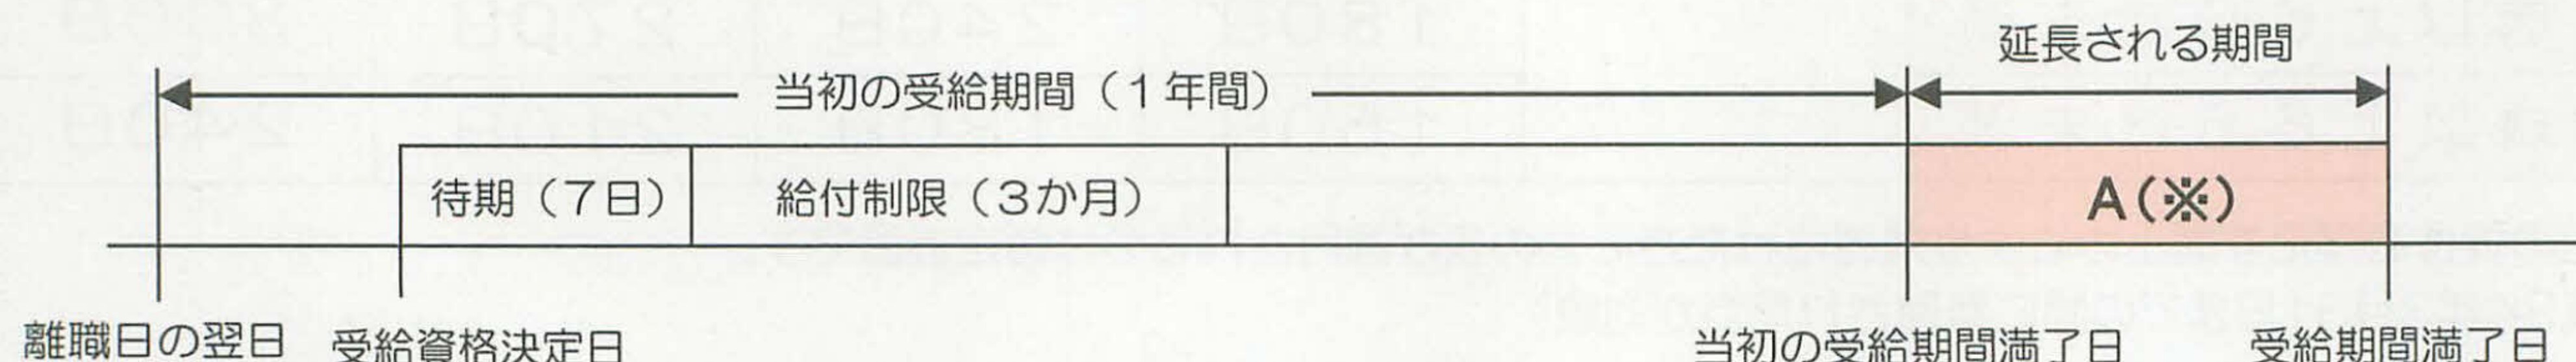 延長される期間
当初の受給期間（1年間）
待期（7日） 給付制限（3か月） A(※)
離職日の翌日 受給資格決定日 当初の受給期間満了日 受給期間満了日